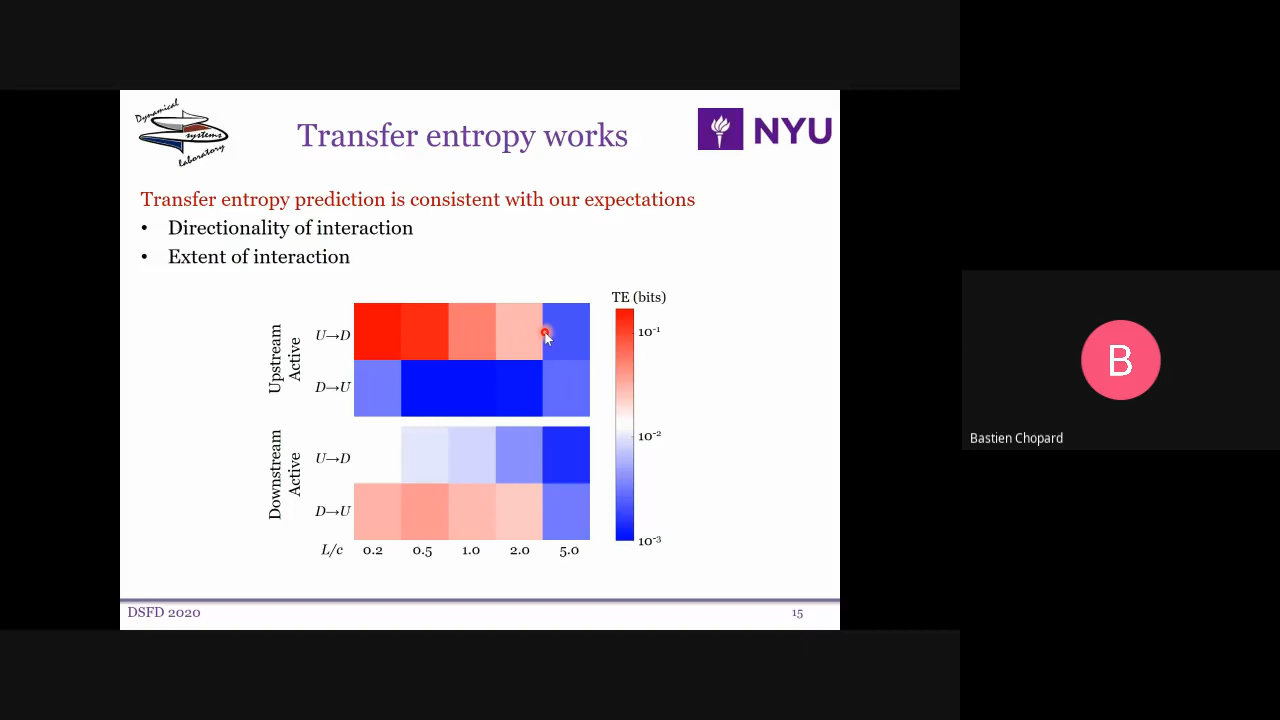 Dynamical
systems
Laboratory
Transfer entropy works
NYU
Transfer entropy prediction is consistent with our expectations
• Directionality of interaction
• Extent of interaction
TE (bits)
Upstream
Active
U→D
D→U
10⁻¹
10⁻²
10⁻³
Downstream
Active
U→D
D→U
L/c 0.2 0.5 1.0 2.0 5.0
DSFD 2020
15
B
Bastien Chopard